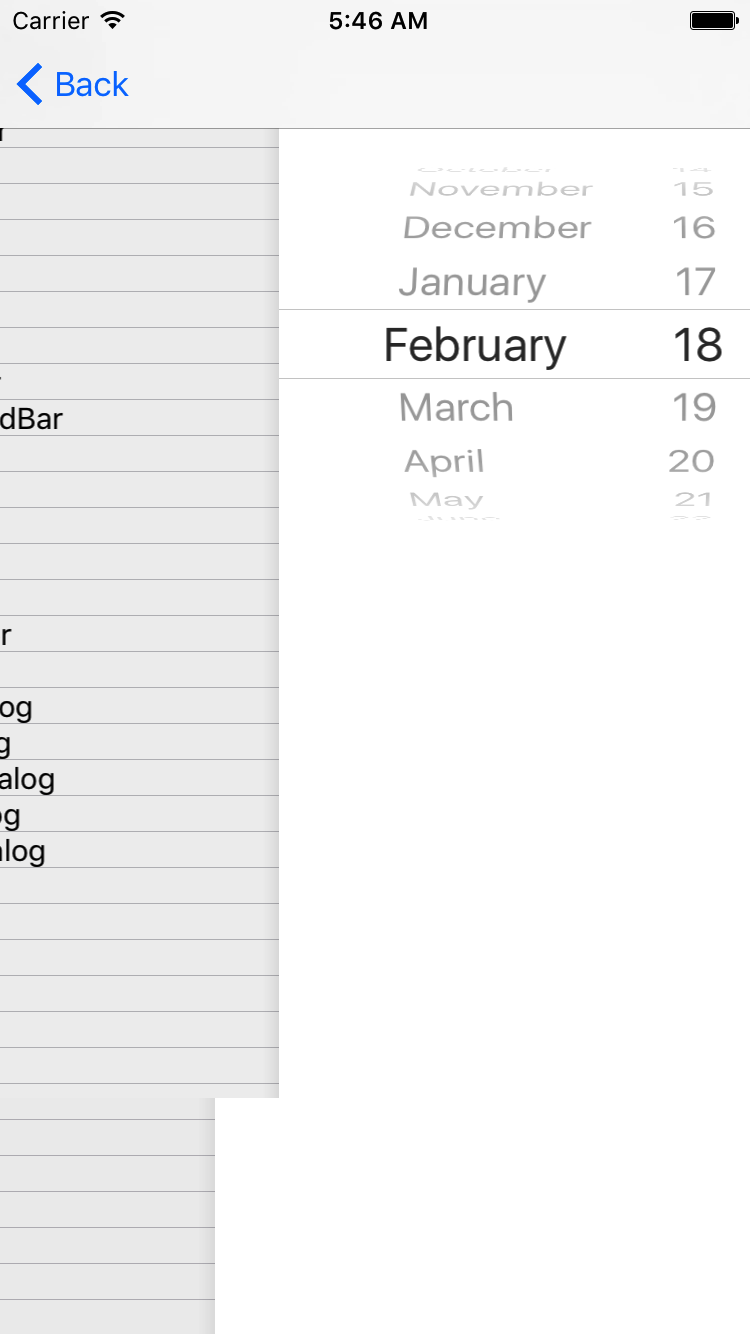 Carrier 5:46 AM
Back
November 15
December 16
January 17
February 18
March 19
dBar
April 20
May 21
r
og
g
alog
og
alog